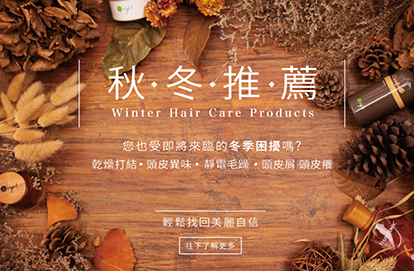 秋·冬·推·薦
Winter Hair Care Products
您也受即將來臨的冬季困擾嗎?
乾燥打結•頭皮異味•靜電毛躁•頭皮屑 頭皮癢
輕鬆找回美麗自信
往下了解更多